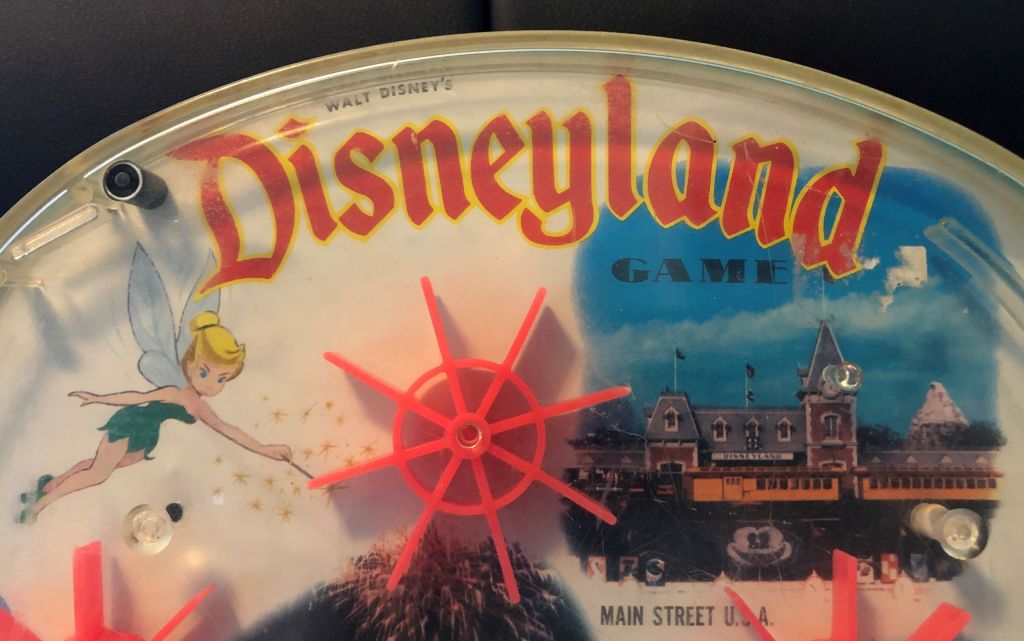 WALT DISNEY'S
Disneyland
GAME
DISNEYLAND
MAIN STREET U.S.A.